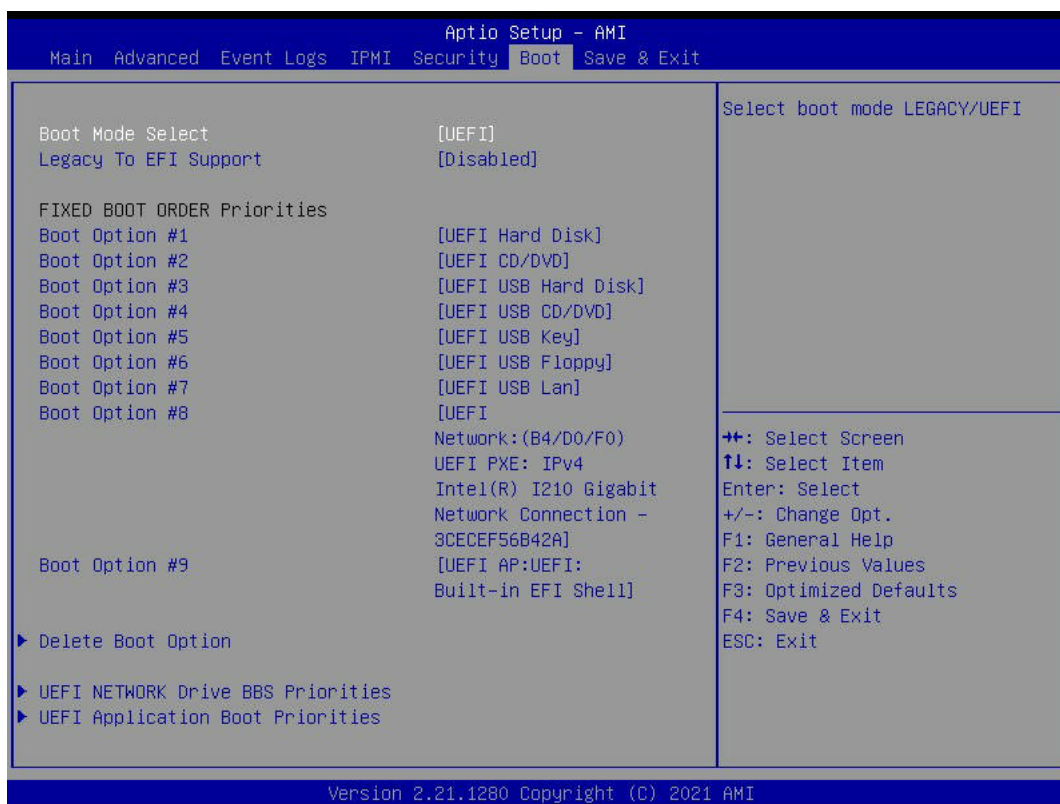 Aptio Setup - AMI
Main Advanced Event Logs IPMI Security Boot Save & Exit
Boot Mode Select [UEFI]
Legacy To EFI Support [Disabled]
FIXED BOOT ORDER Priorities
Boot Option #1 [UEFI Hard Disk]
Boot Option #2 [UEFI CD/DVD]
Boot Option #3 [UEFI USB Hard Disk]
Boot Option #4 [UEFI USB CD/DVD]
Boot Option #5 [UEFI USB Key]
Boot Option #6 [UEFI USB Floppy]
Boot Option #7 [UEFI USB Lan]
Boot Option #8 [UEFI
Network:(B4/D0/F0)
UEFI PXE: IPv4
Intel(R) I210 Gigabit
Network Connection -
3CECEF56B42A]
Boot Option #9 [UEFI AP:UEFI:
Built-in EFI Shell]
Delete Boot Option
UEFI NETWORK Drive BBS Priorities
UEFI Application Boot Priorities
Select boot mode LEGACY/UEFI
→←: Select Screen
↑↓: Select Item
Enter: Select
+/-: Change Opt.
F1: General Help
F2: Previous Values
F3: Optimized Defaults
F4: Save & Exit
ESC: Exit
Version 2.21.1280 Copyright (C) 2021 AMI